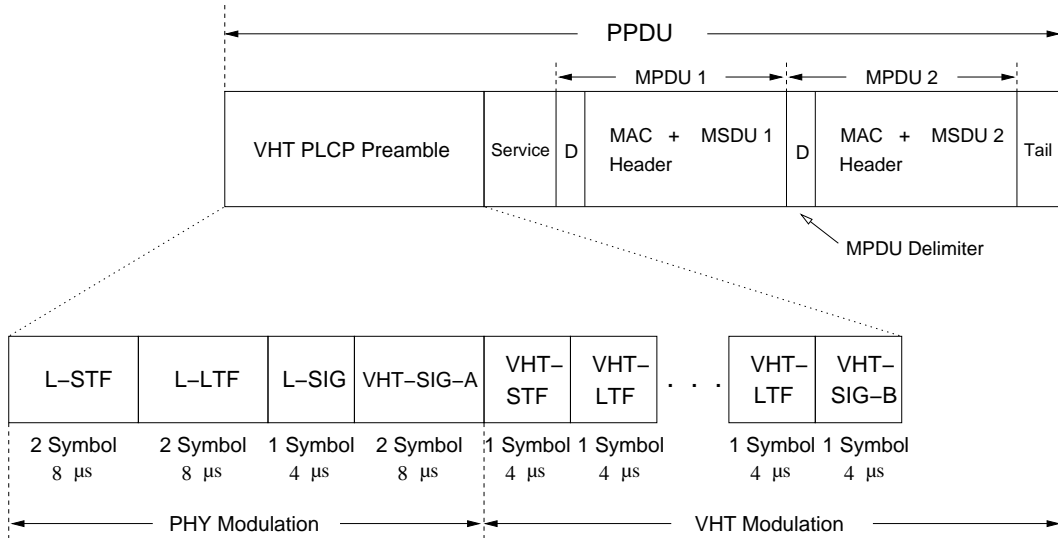 PPDU
MPDU 1 MPDU 2
VHT PLCP Preamble Service D MAC + MSDU 1 D MAC + MSDU 2 Tail
Header Header
MPDU Delimiter
L−STF L−LTF L−SIG VHT−SIG−A VHT− VHT− . . . VHT− VHT−
STF LTF LTF SIG−B
2 Symbol 2 Symbol 1 Symbol 2 Symbol 1 Symbol 1 Symbol 1 Symbol 1 Symbol
8 μs 8 μs 4 μs 8 μs 4 μs 4 μs 4 μs 4 μs
PHY Modulation VHT Modulation